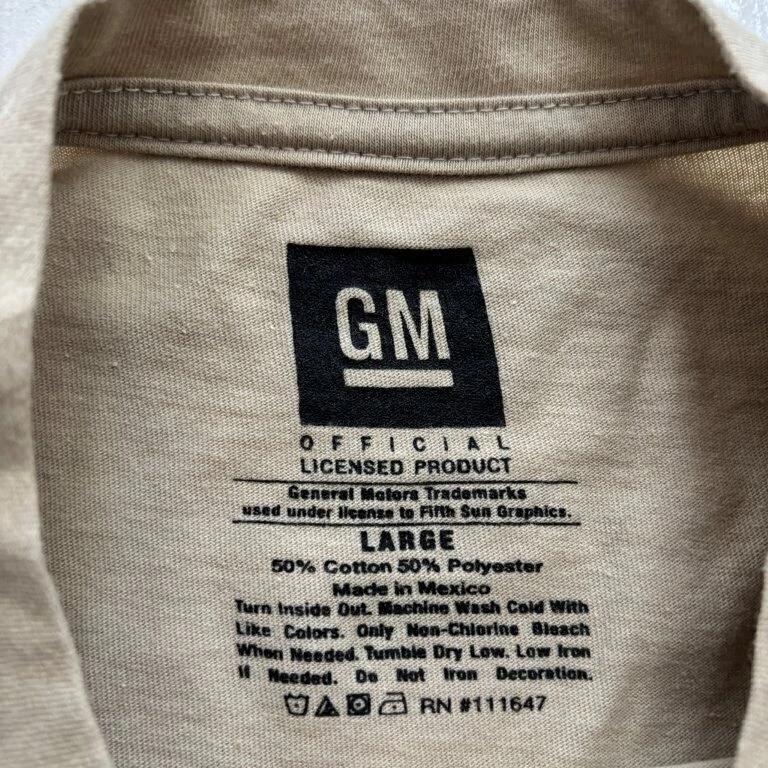 GM
OFFICIAL
LICENSED PRODUCT
General Motors Trademarks
used under license to Fifth Sun Graphics.
LARGE
50% Cotton 50% Polyester
Made in Mexico
Turn Inside Out. Machine Wash Cold With
Like Colors. Only Non-Chlorine Bleach
When Needed. Tumble Dry Low. Low Iron
If Needed. Do Not Iron Decoration.
RN #111647